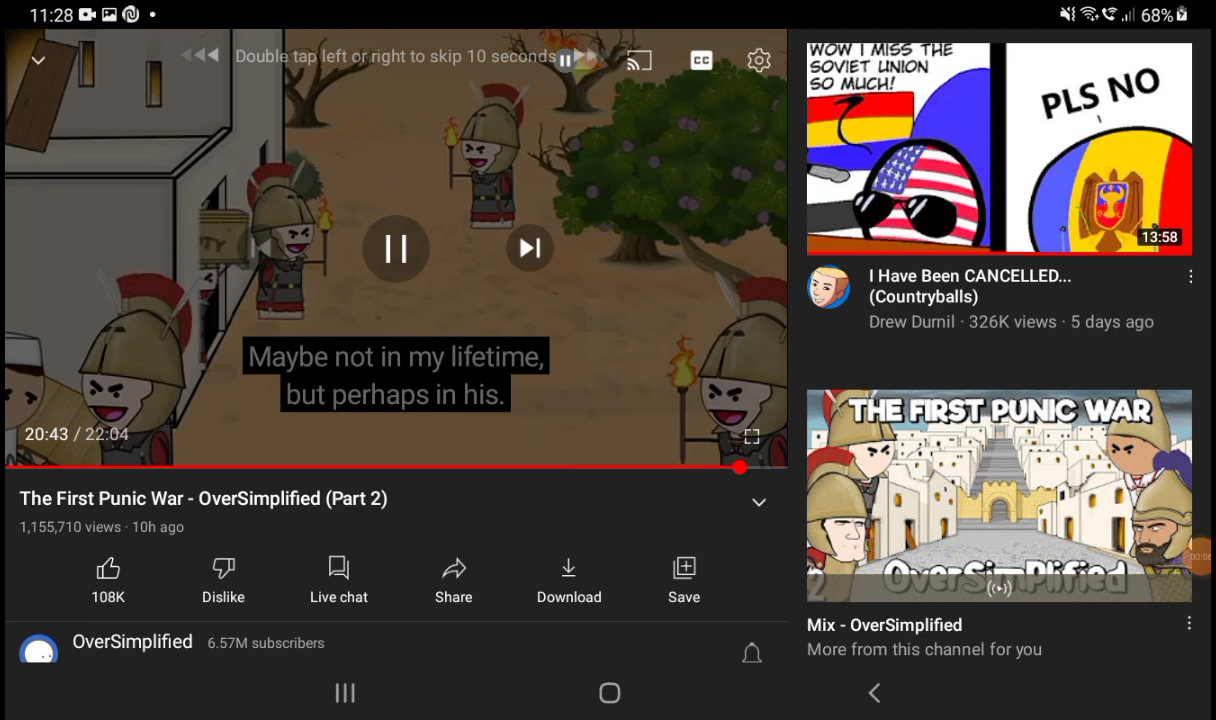 11:28
68%
Double tap left or right to skip 10 seconds
CC
TY
Maybe not in my lifetime,
but perhaps in his.
20:43 / 22:04
The First Punic War - OverSimplified (Part 2)
1,155,710 views · 10h ago
108K
Dislike
Live chat
Share
Download
Save
OverSimplified
6.57M subscribers
WOW I MISS THE
SOVIET UNION
SO MUCH!
PLS NO
13:58
I Have Been CANCELLED...
(Countryballs)
Drew Durnil · 326K views · 5 days ago
THE FIRST PUNIC WAR
2
OverSimplified
Mix - OverSimplified
More from this channel for you